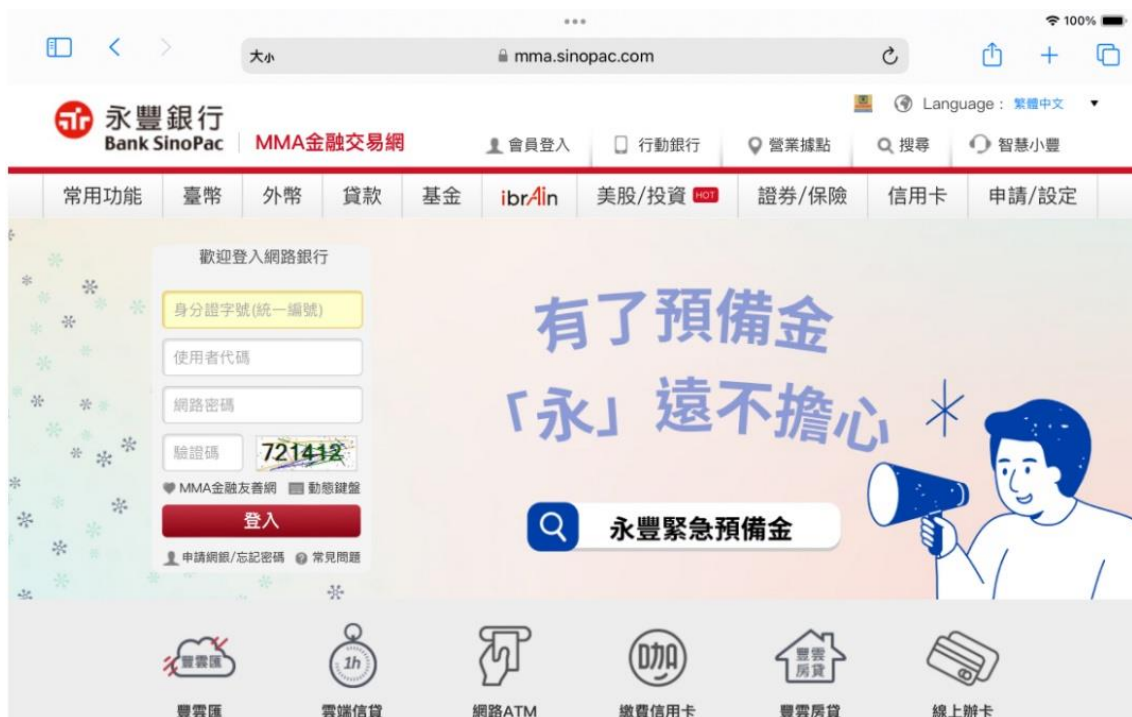 100%
大小 mma.sinopac.com
永豐銀行
Bank SinoPac MMA金融交易網
Language : 繁體中文
會員登入 行動銀行 營業據點 搜尋 智慧小豐
常用功能 臺幣 外幣 貸款 基金 ibrAin 美股/投資 HOT 證券/保險 信用卡 申請/設定
歡迎登入網路銀行
身分證字號(統一編號)
使用者代碼
網路密碼
驗證碼 721412
MMA金融友善網 動態鍵盤
登入
申請網銀/忘記密碼 常見問題
有了預備金
「永」遠不擔心
永豐緊急預備金
豐雲匯 1h 咖 豐雲房貸
豐雲匯 雲端信貸 網路ATM 繳費信用卡 豐雲房貸 線上辦卡